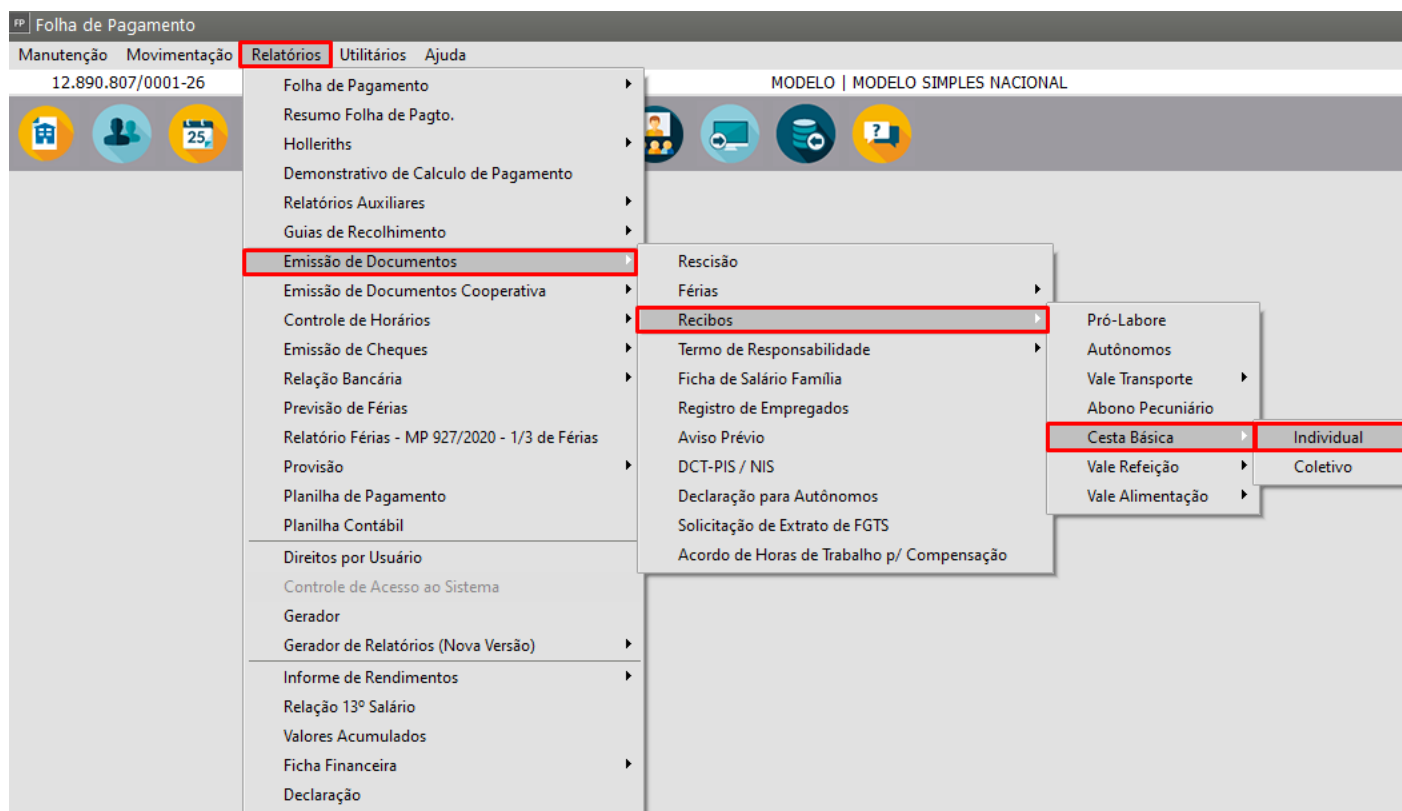 FP Folha de Pagamento
Manutenção Movimentação Relatórios Utilitários Ajuda
12.890.807/0001-26 MODELO | MODELO SIMPLES NACIONAL
25
?
Folha de Pagamento
Resumo Folha de Pagto.
Holleriths
Demonstrativo de Calculo de Pagamento
Relatórios Auxiliares
Guias de Recolhimento
Emissão de Documentos
Emissão de Documentos Cooperativa
Controle de Horários
Emissão de Cheques
Relação Bancária
Previsão de Férias
Relatório Férias - MP 927/2020 - 1/3 de Férias
Provisão
Planilha de Pagamento
Planilha Contábil
Direitos por Usuário
Controle de Acesso ao Sistema
Gerador
Gerador de Relatórios (Nova Versão)
Informe de Rendimentos
Relação 13º Salário
Valores Acumulados
Ficha Financeira
Declaração
Rescisão
Férias
Recibos
Termo de Responsabilidade
Ficha de Salário Família
Registro de Empregados
Aviso Prévio
DCT-PIS / NIS
Declaração para Autônomos
Solicitação de Extrato de FGTS
Acordo de Horas de Trabalho p/ Compensação
Pró-Labore
Autônomos
Vale Transporte
Abono Pecuniário
Cesta Básica
Vale Refeição
Vale Alimentação
Individual
Coletivo